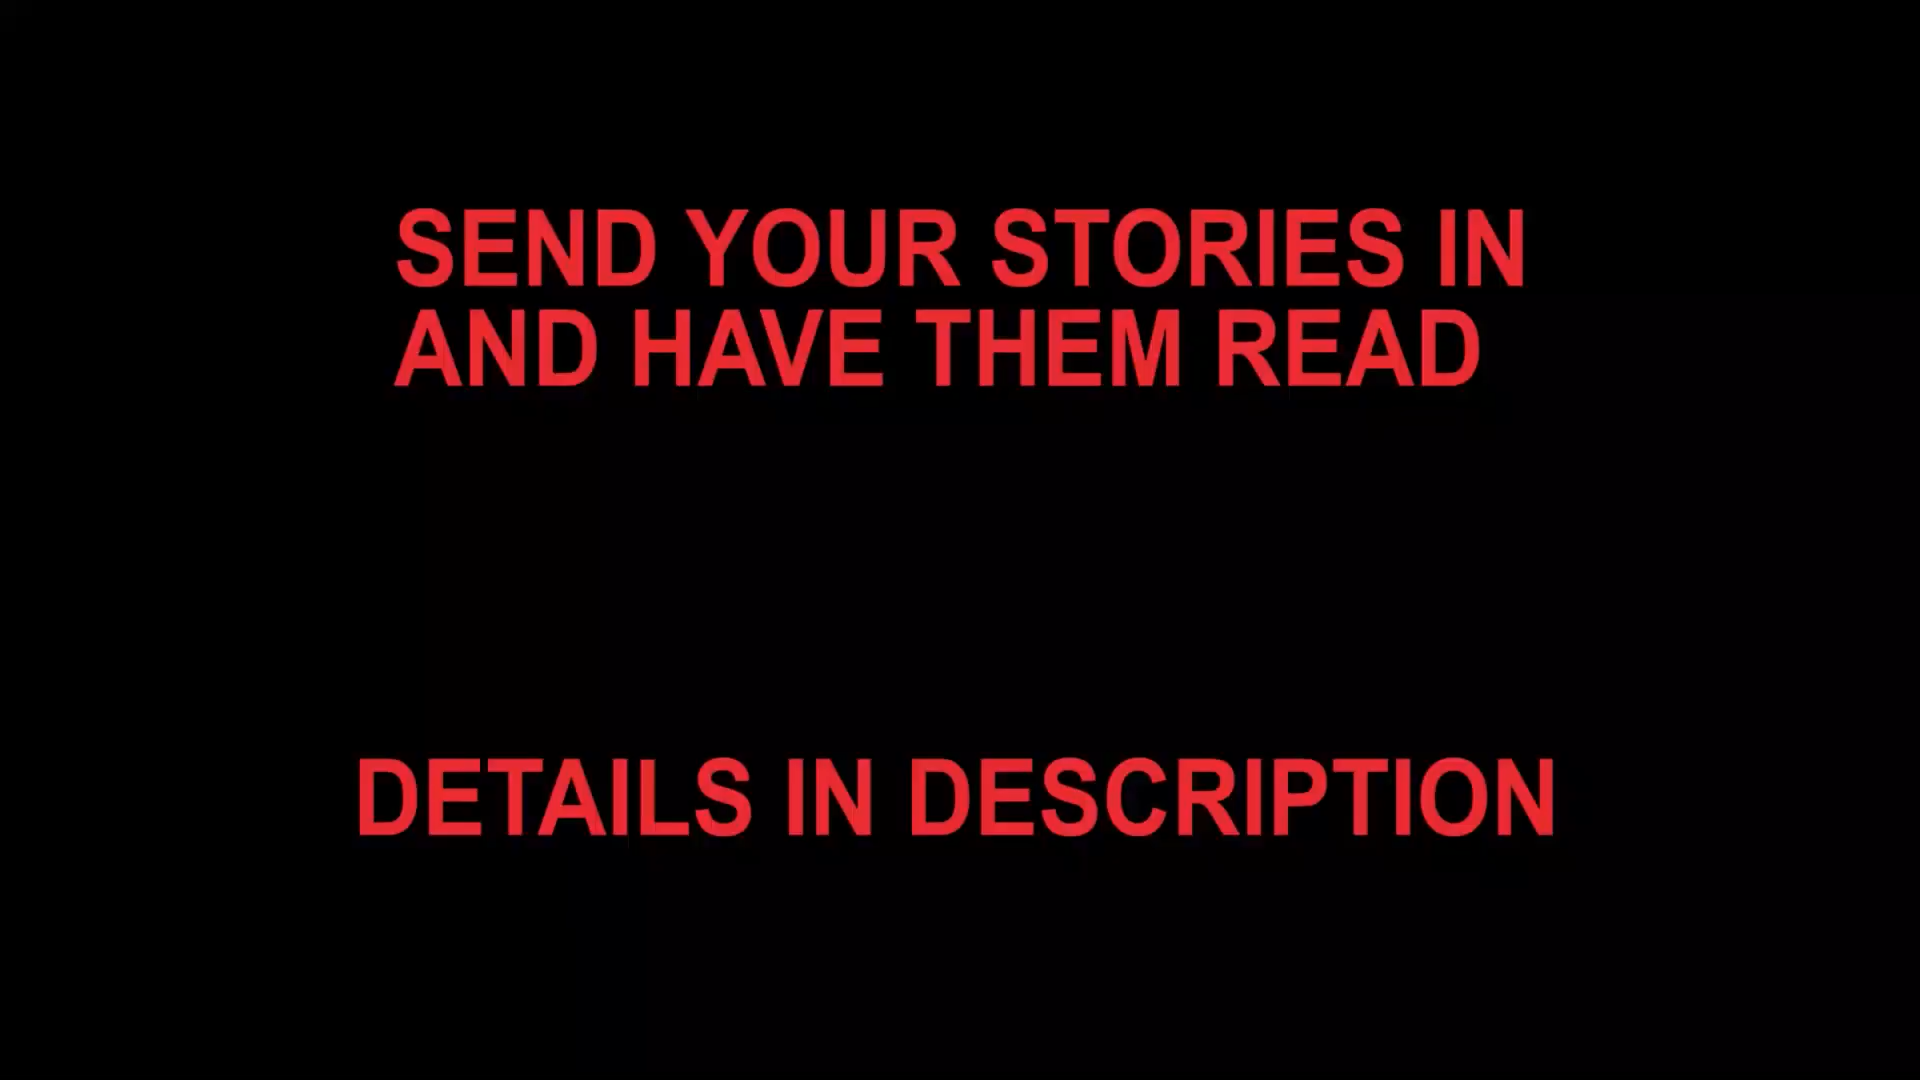 SEND YOUR STORIES IN
AND HAVE THEM READ
DETAILS IN DESCRIPTION